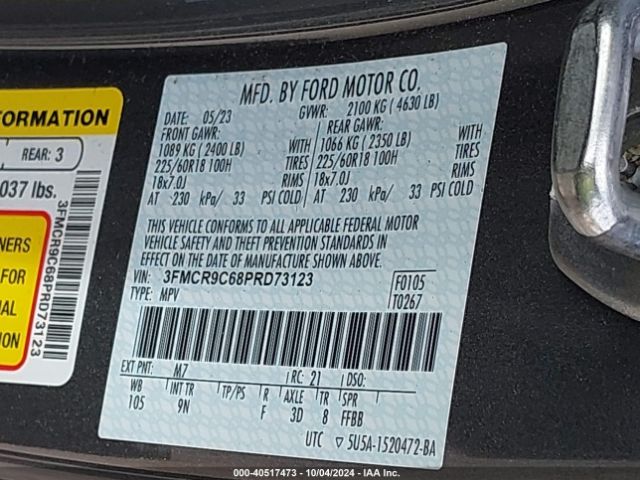 ORMATION
REAR: 3
037 lbs.
NERS
FOR
IAL
ION
3FMCR9C68PRD73123
MFD. BY FORD MOTOR CO.
DATE: 05/23 GVWR: 2100 KG ( 4630 LB)
FRONT GAWR: REAR GAWR:
1089 KG ( 2400 LB) WITH 1066 KG ( 2350 LB) WITH
225/60R18 100H TIRES 225/60R18 100H TIRES
18x7.0J RIMS 18x7.0J RIMS
AT 230 kPa/ 33 PSI COLD AT 230 kPa/ 33 PSI COLD
THIS VEHICLE CONFORMS TO ALL APPLICABLE FEDERAL MOTOR
VEHICLE SAFETY AND THEFT PREVENTION STANDARDS IN
EFFECT ON THE DATE OF MANUFACTURE SHOWN ABOVE.
VIN: 3FMCR9C68PRD73123 F0105
TYPE: MPV T0267
EXT PNT: M7 RC: 21 DSO:
WB INT TR TP/PS R AXLE TR SPR
105 9N F 3D 8 FFBB
UTC 5U5A-1520472-BA
000-40517473 - 10/04/2024 - IAA Inc.